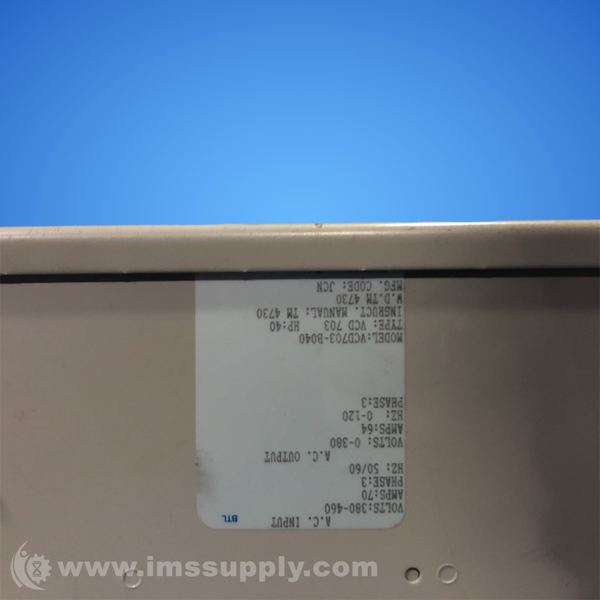 BTL
A.C. INPUT
VOLTS:380-460
AMPS:70
PHASE:3
HZ: 50/60
A.C. OUTPUT
VOLTS: 0-380
AMPS:64
HZ: 0-120
PHASE:3
MODEL:VCD703-B040
TYPE: VCD 703 HP:40
INSTRUCT. MANUAL: TM 4730
W.D.TM 4730
MFG. CODE: JCN
www.imssupply.com